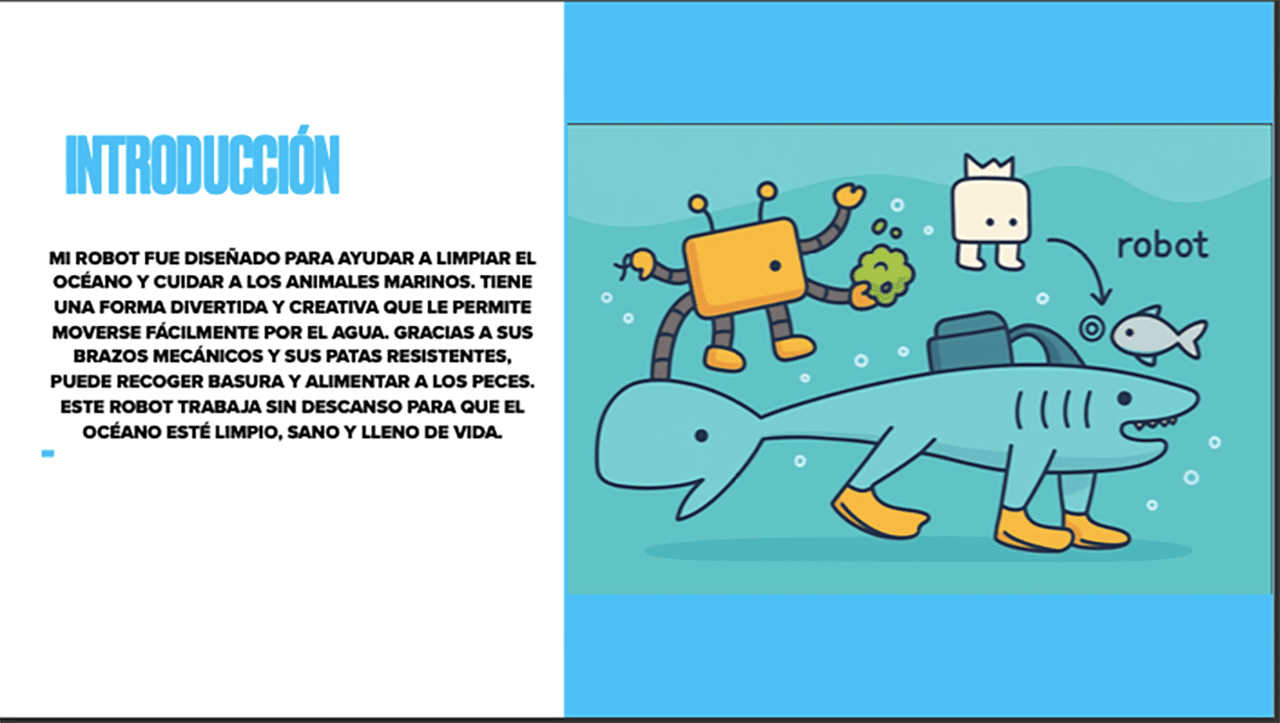 INTRODUCCIÓN
MI ROBOT FUE DISEÑADO PARA AYUDAR A LIMPIAR EL
OCÉANO Y CUIDAR A LOS ANIMALES MARINOS. TIENE
UNA FORMA DIVERTIDA Y CREATIVA QUE LE PERMITE
MOVERSE FÁCILMENTE POR EL AGUA. GRACIAS A SUS
BRAZOS MECÁNICOS Y SUS PATAS RESISTENTES,
PUEDE RECOGER BASURA Y ALIMENTAR A LOS PECES.
ESTE ROBOT TRABAJA SIN DESCANSO PARA QUE EL
OCÉANO ESTÉ LIMPIO, SANO Y LLENO DE VIDA.
robot